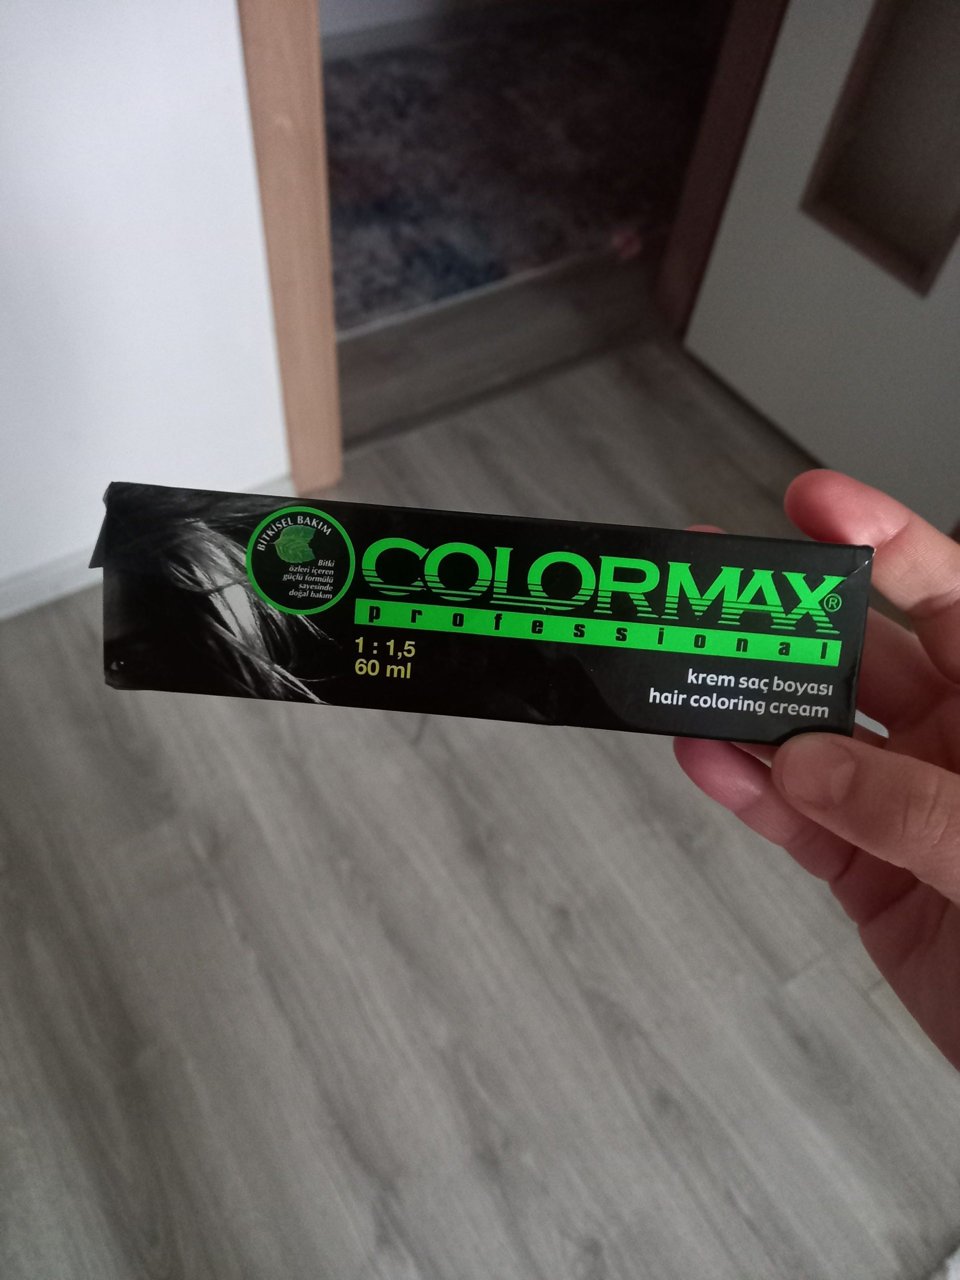 BİTKİSEL BAKIM
Bitki
özleri içeren
güçlü formülü
sayesinde
doğal bakım
COLORMAX®
professional
1 : 1,5
60 ml
krem saç boyası
hair coloring cream